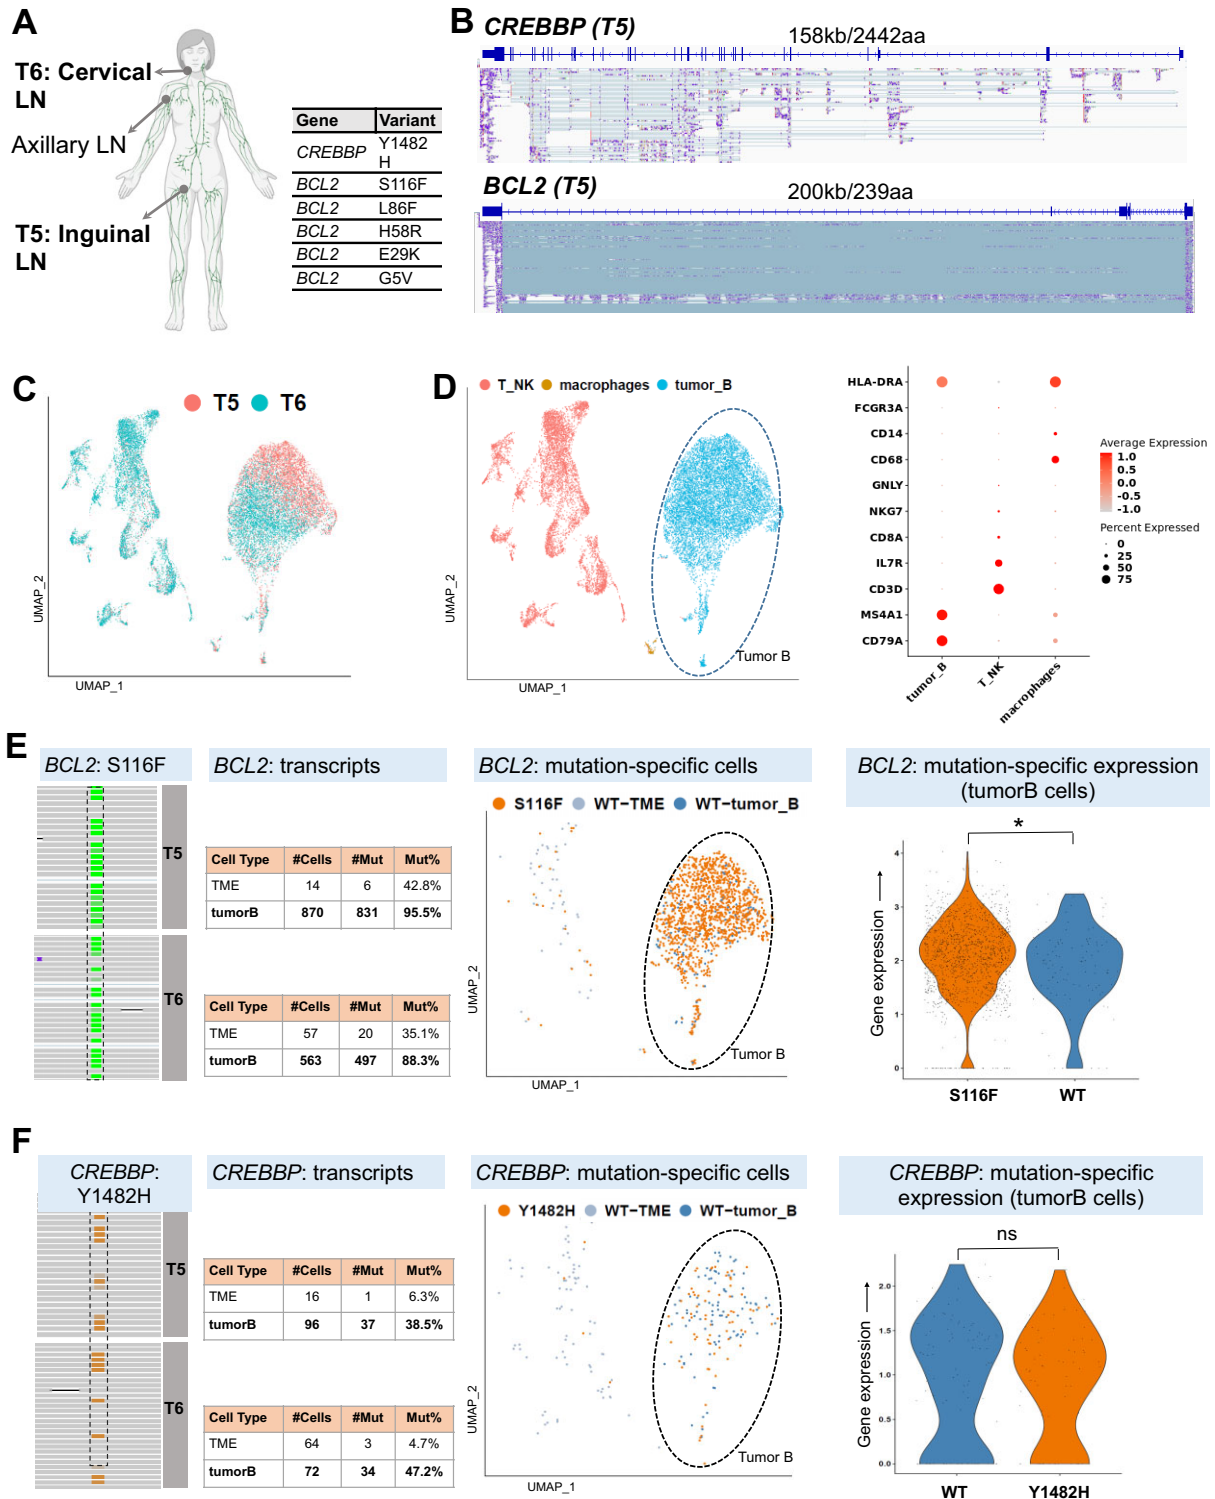 A
T6: Cervical
LN
Axillary LN
T5: Inguinal
LN
Gene Variant
CREBBP Y1482
H
BCL2 S116F
BCL2 L86F
BCL2 H58R
BCL2 E29K
BCL2 G5V
B
CREBBP (T5)
158kb/2442aa
BCL2 (T5)
200kb/239aa
C
T5 T6
UMAP_2
UMAP_1
D
T_NK macrophages tumor_B
Tumor B
UMAP_2
UMAP_1
HLA-DRA
FCGR3A
CD14
CD68
GNLY
NKG7
CD8A
IL7R
CD3D
MS4A1
CD79A
tumor_B
T_NK
macrophages
Average Expression
1.0
0.5
0.0
-0.5
-1.0
Percent Expressed
0
25
50
75
E
BCL2: S116F
T5
T6
BCL2: transcripts
Cell Type #Cells #Mut Mut%
TME 14 6 42.8%
tumorB 870 831 95.5%
Cell Type #Cells #Mut Mut%
TME 57 20 35.1%
tumorB 563 497 88.3%
BCL2: mutation-specific cells
S116F WT−TME WT−tumor_B
Tumor B
UMAP_2
UMAP_1
BCL2: mutation-specific expression
(tumorB cells)
*
Gene expression
4
3
2
1
0
S116F WT
F
CREBBP:
Y1482H
T5
T6
CREBBP: transcripts
Cell Type #Cells #Mut Mut%
TME 16 1 6.3%
tumorB 96 37 38.5%
Cell Type #Cells #Mut Mut%
TME 64 3 4.7%
tumorB 72 34 47.2%
CREBBP: mutation-specific cells
Y1482H WT−TME WT−tumor_B
Tumor B
UMAP_2
UMAP_1
CREBBP: mutation-specific
expression (tumorB cells)
ns
Gene expression
2.0
1.5
1.0
0.5
0.0
WT Y1482H